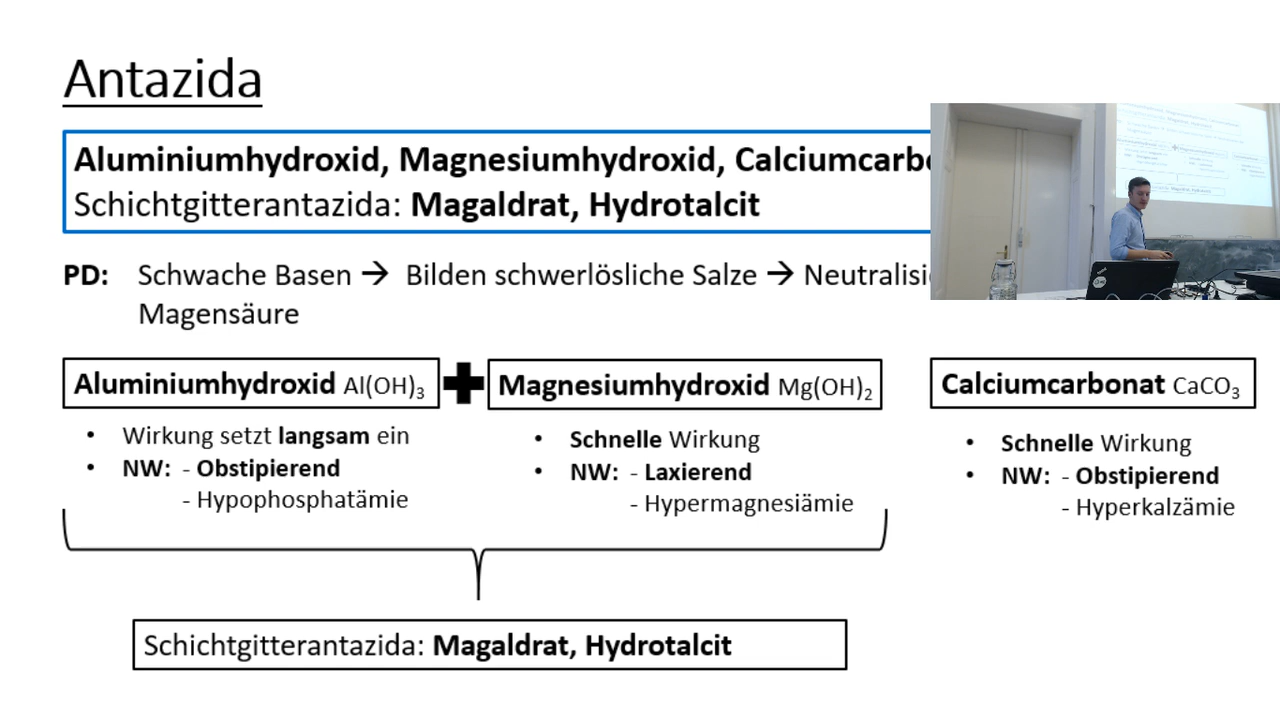 Antazida
Aluminiumhydroxid, Magnesiumhydroxid,
Schichtgitterantazida: Magaldrat, Hydrotalcit
PD: Schwache Basen → Bilden schwerlösliche Salze →
Magensäure
Aluminiumhydroxid Al(OH)₃ + Magnesiumhydroxid Mg(OH)₂ Calciumcarbonat CaCO₃
• Wirkung setzt langsam ein
• NW: - Obstipierend
- Hypophosphatämie
• Schnelle Wirkung
• NW: - Laxierend
- Hypermagnesiämie
• Schnelle Wirkung
• NW: - Obstipierend
- Hyperkalzämie
Schichtgitterantazida: Magaldrat, Hydrotalcit